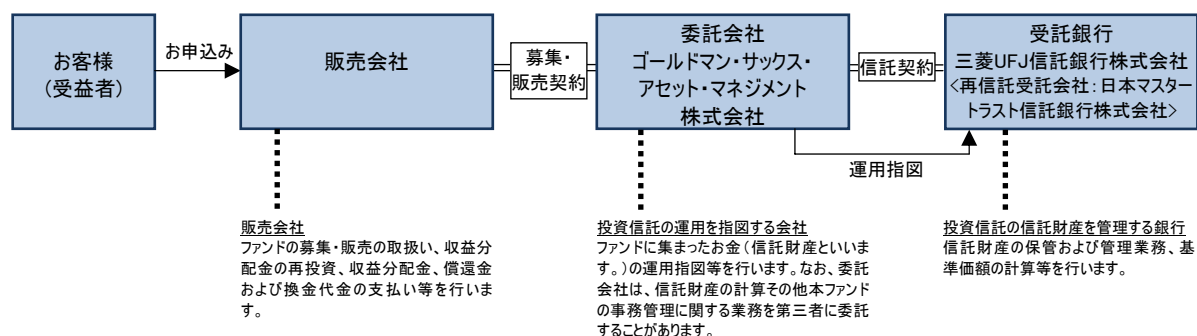 お客様
(受益者)
お申込み
販売会社
募集・
販売契約
委託会社
ゴールドマン・サックス・
アセット・マネジメント
株式会社
信託契約
受託銀行
三菱UFJ信託銀行株式会社
<再信託受託会社:日本マスター
トラスト信託銀行株式会社>
運用指図
販売会社
ファンドの募集・販売の取扱い、収益分
配金の再投資、収益分配金、償還金
および換金代金の支払い等を行いま
す。
投資信託の運用を指図する会社
ファンドに集まったお金(信託財産といいま
す。)の運用指図等を行います。なお、委託
会社は、信託財産の計算その他本ファンド
の事務管理に関する業務を第三者に委託
することがあります。
投資信託の信託財産を管理する銀行
信託財産の保管および管理業務、基
準価額の計算等を行います。